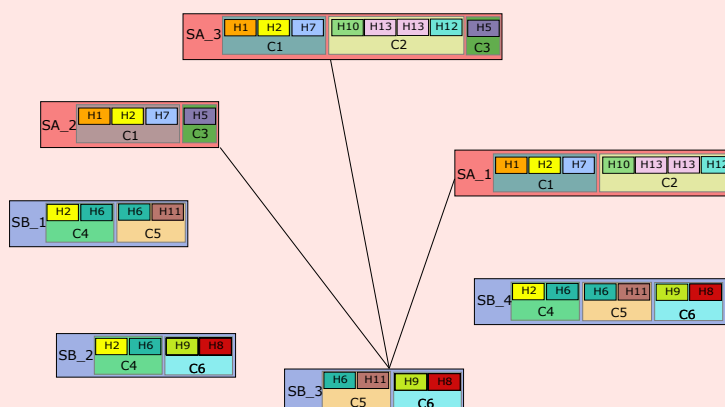 SA_3 H1 H2 H7 H10 H13 H13 H12 H5
C1 C2 C3
SA_2 H1 H2 H7 H5
C1 C3
SA_1 H1 H2 H7 H10 H13 H13 H12
C1 C2
SB_1 H2 H6 H6 H11
C4 C5
SB_4 H2 H6 H6 H11 H9 H8
C4 C5 C6
SB_2 H2 H6 H9 H8
C4 C6
SB_3 H6 H11 H9 H8
C5 C6